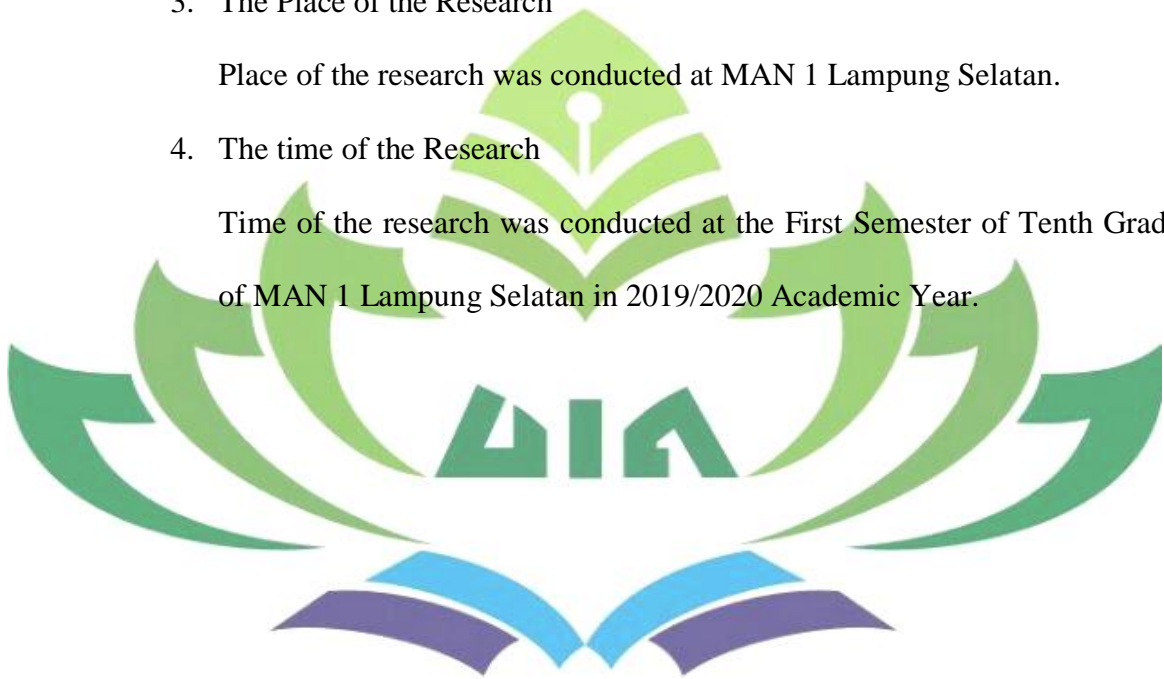 3. The Place of the Research
Place of the research was conducted at MAN 1 Lampung Selatan.
4. The time of the Research
Time of the research was conducted at the First Semester of Tenth Grad
of MAN 1 Lampung Selatan in 2019/2020 Academic Year.
UIN